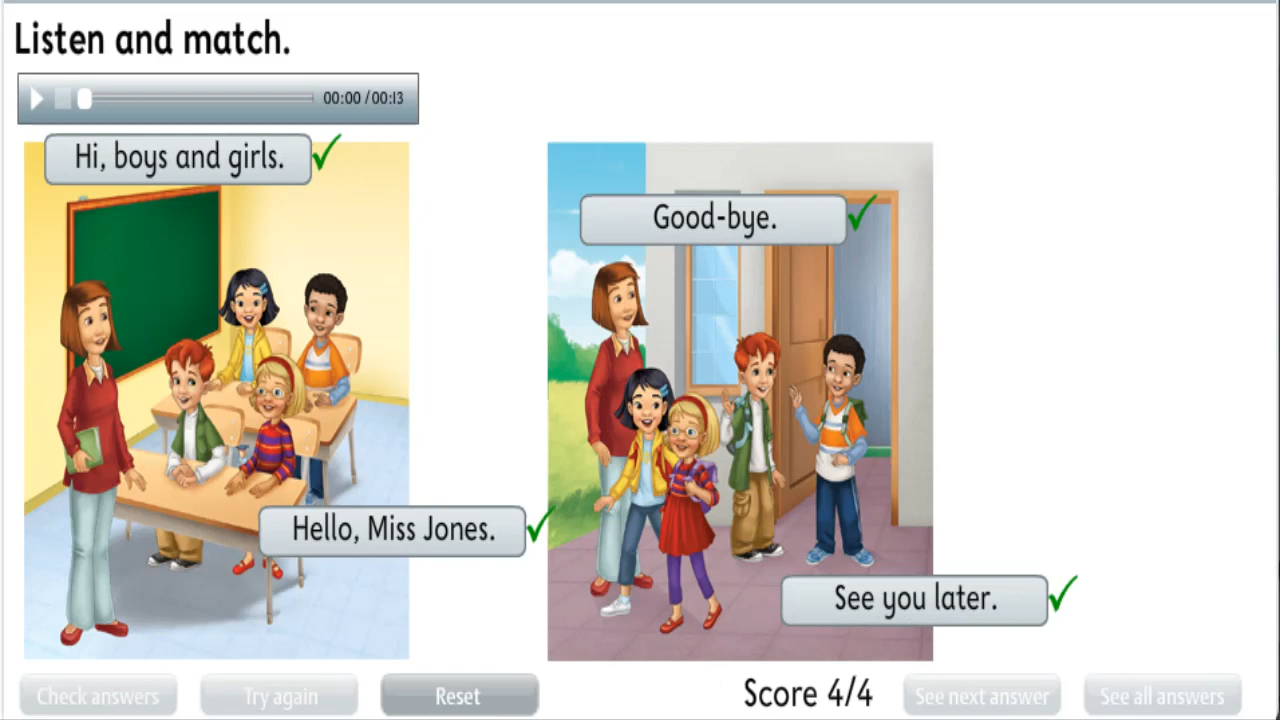 Listen and match.
00:00 / 00:13
Hi, boys and girls.
Good-bye.
Hello, Miss Jones.
See you later.
Check answers
Try again
Reset
Score 4/4
See next answer
See all answers